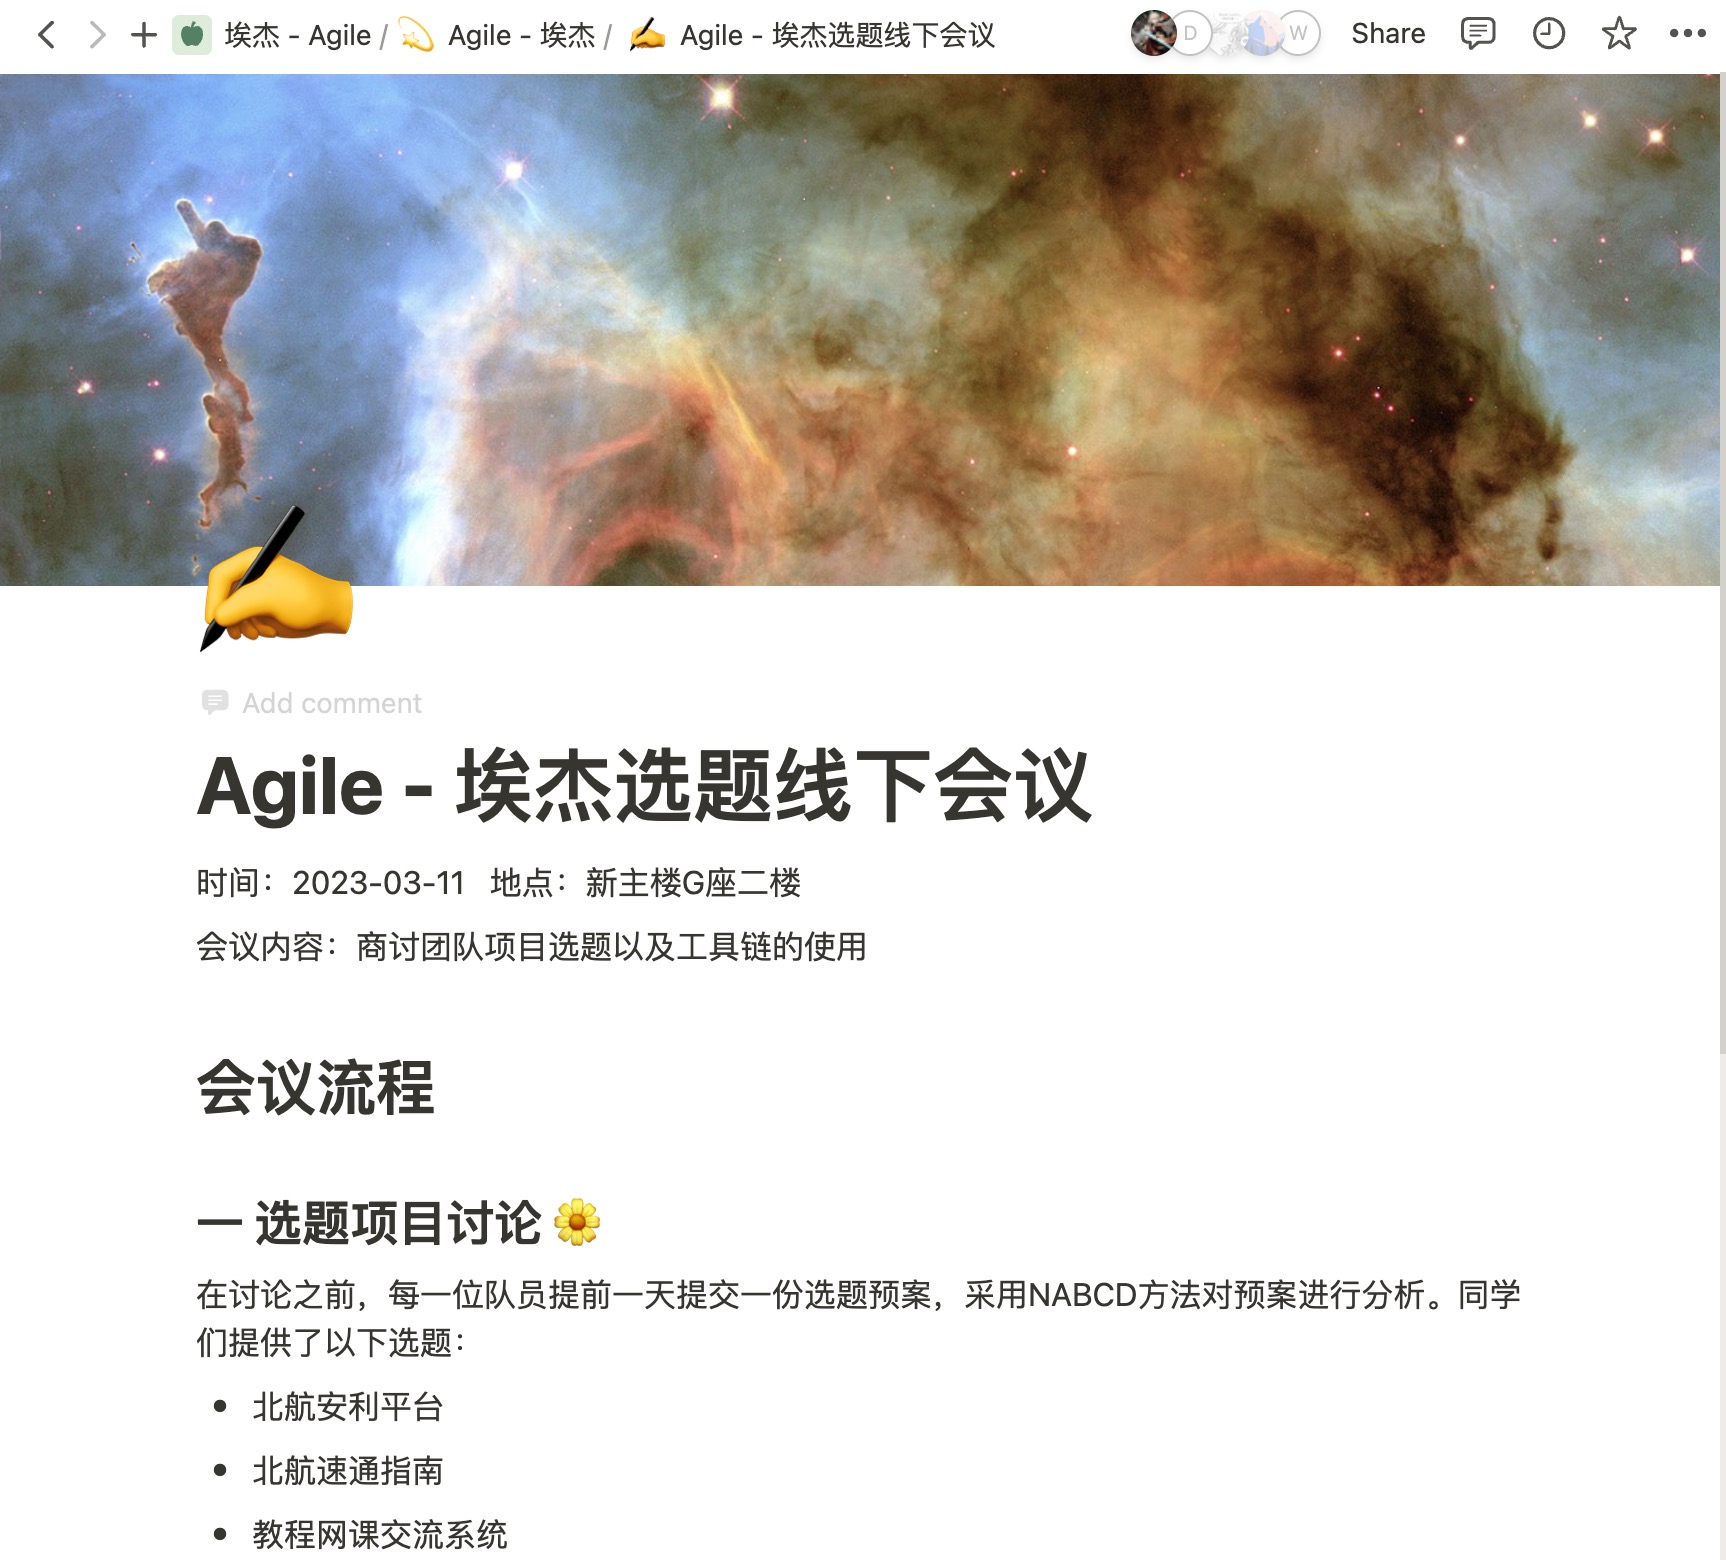 埃杰 - Agile / Agile - 埃杰 / Agile - 埃杰选题线下会议 D W Share
Add comment
Agile - 埃杰选题线下会议
时间：2023-03-11 地点：新主楼G座二楼
会议内容：商讨团队项目选题以及工具链的使用
会议流程
一 选题项目讨论
在讨论之前，每一位队员提前一天提交一份选题预案，采用NABCD方法对预案进行分析。同学
们提供了以下选题：
北航安利平台
北航速通指南
教程网课交流系统